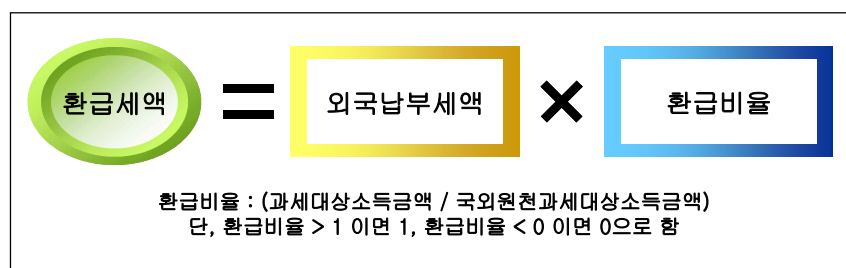 환급세액 = 외국납부세액 × 환급비율
환급비율 : (과세대상소득금액 / 국외원천과세대상소득금액)
단, 환급비율 > 1 이면 1, 환급비율 < 0 이면 0으로 함